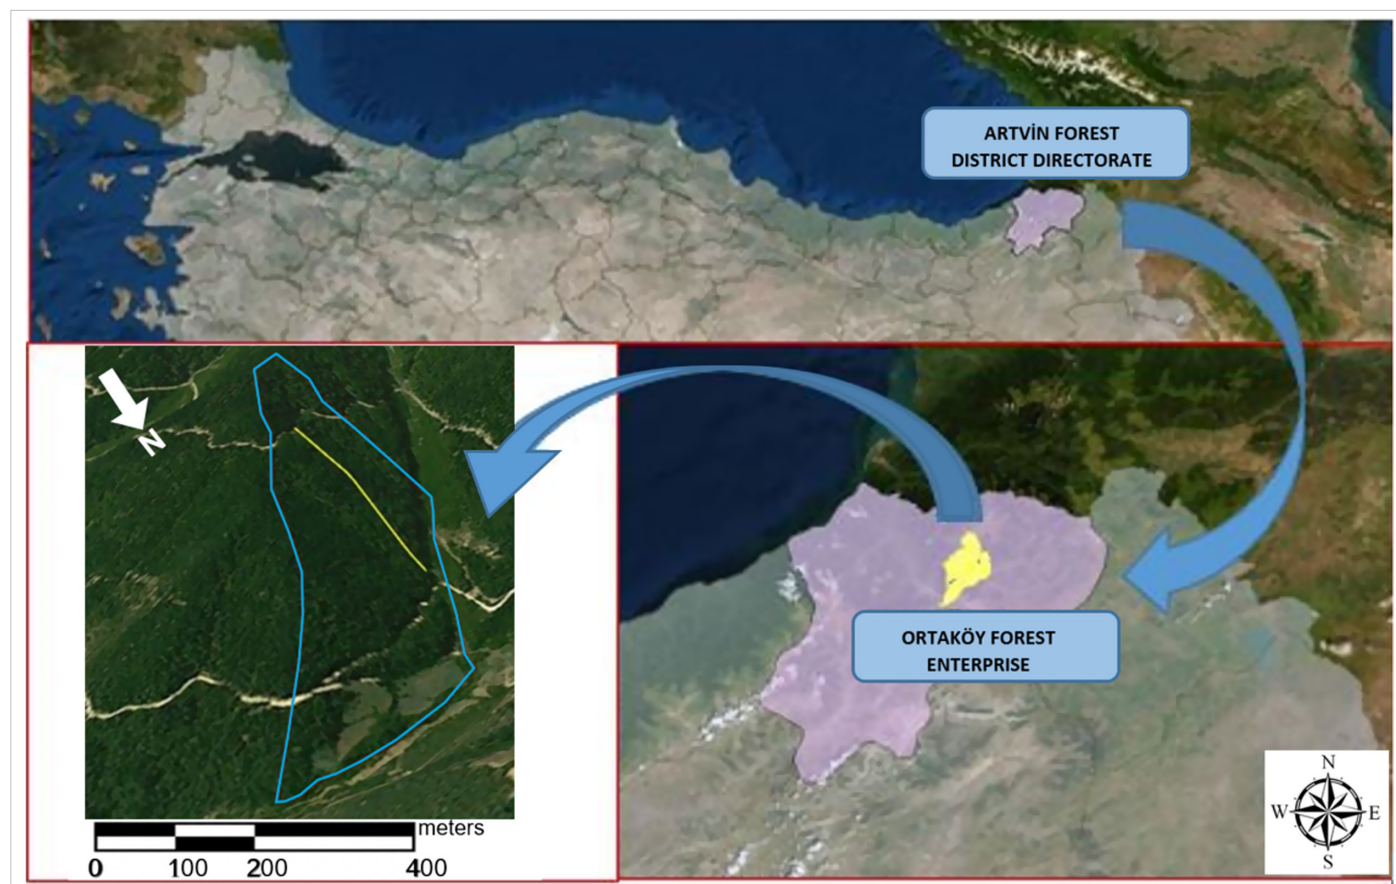 ARTVİN FOREST
DISTRICT DIRECTORATE
N
ORTAKÖY FOREST
ENTERPRISE
N
W E
S
meters
0 100 200 400